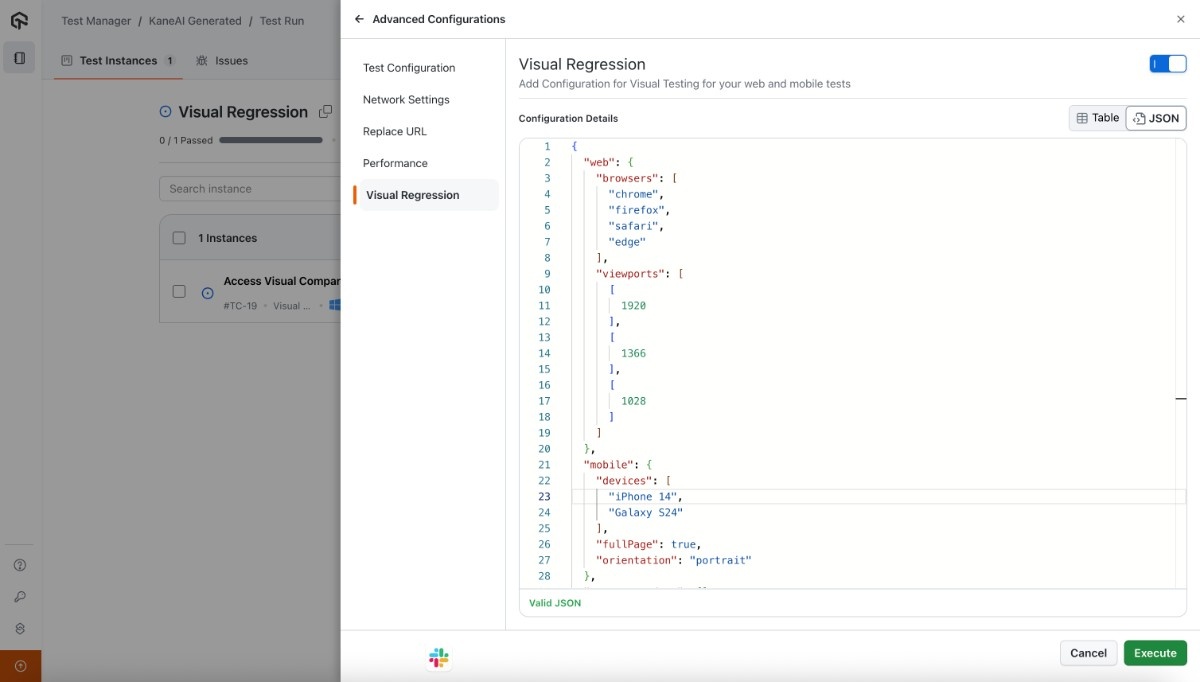 Test Manager / KaneAI Generated / Test Run
Test Instances 1 Issues
Visual Regression
0 / 1 Passed
Search instance
1 Instances
Access Visual Compar
#TC-19 • Visual ... •
Advanced Configurations
Test Configuration
Network Settings
Replace URL
Performance
Visual Regression
Visual Regression
Add Configuration for Visual Testing for your web and mobile tests
Configuration Details
Table JSON
1 {
2 "web": {
3 "browsers": [
4 "chrome",
5 "firefox",
6 "safari",
7 "edge"
8 ],
9 "viewports": [
10 [
11 1920
12 ],
13 [
14 1366
15 ],
16 [
17 1028
18 ]
19 ]
20 },
21 "mobile": {
22 "devices": [
23 "iPhone 14",
24 "Galaxy S24"
25 ],
26 "fullPage": true,
27 "orientation": "portrait"
28 },
Valid JSON
Cancel Execute